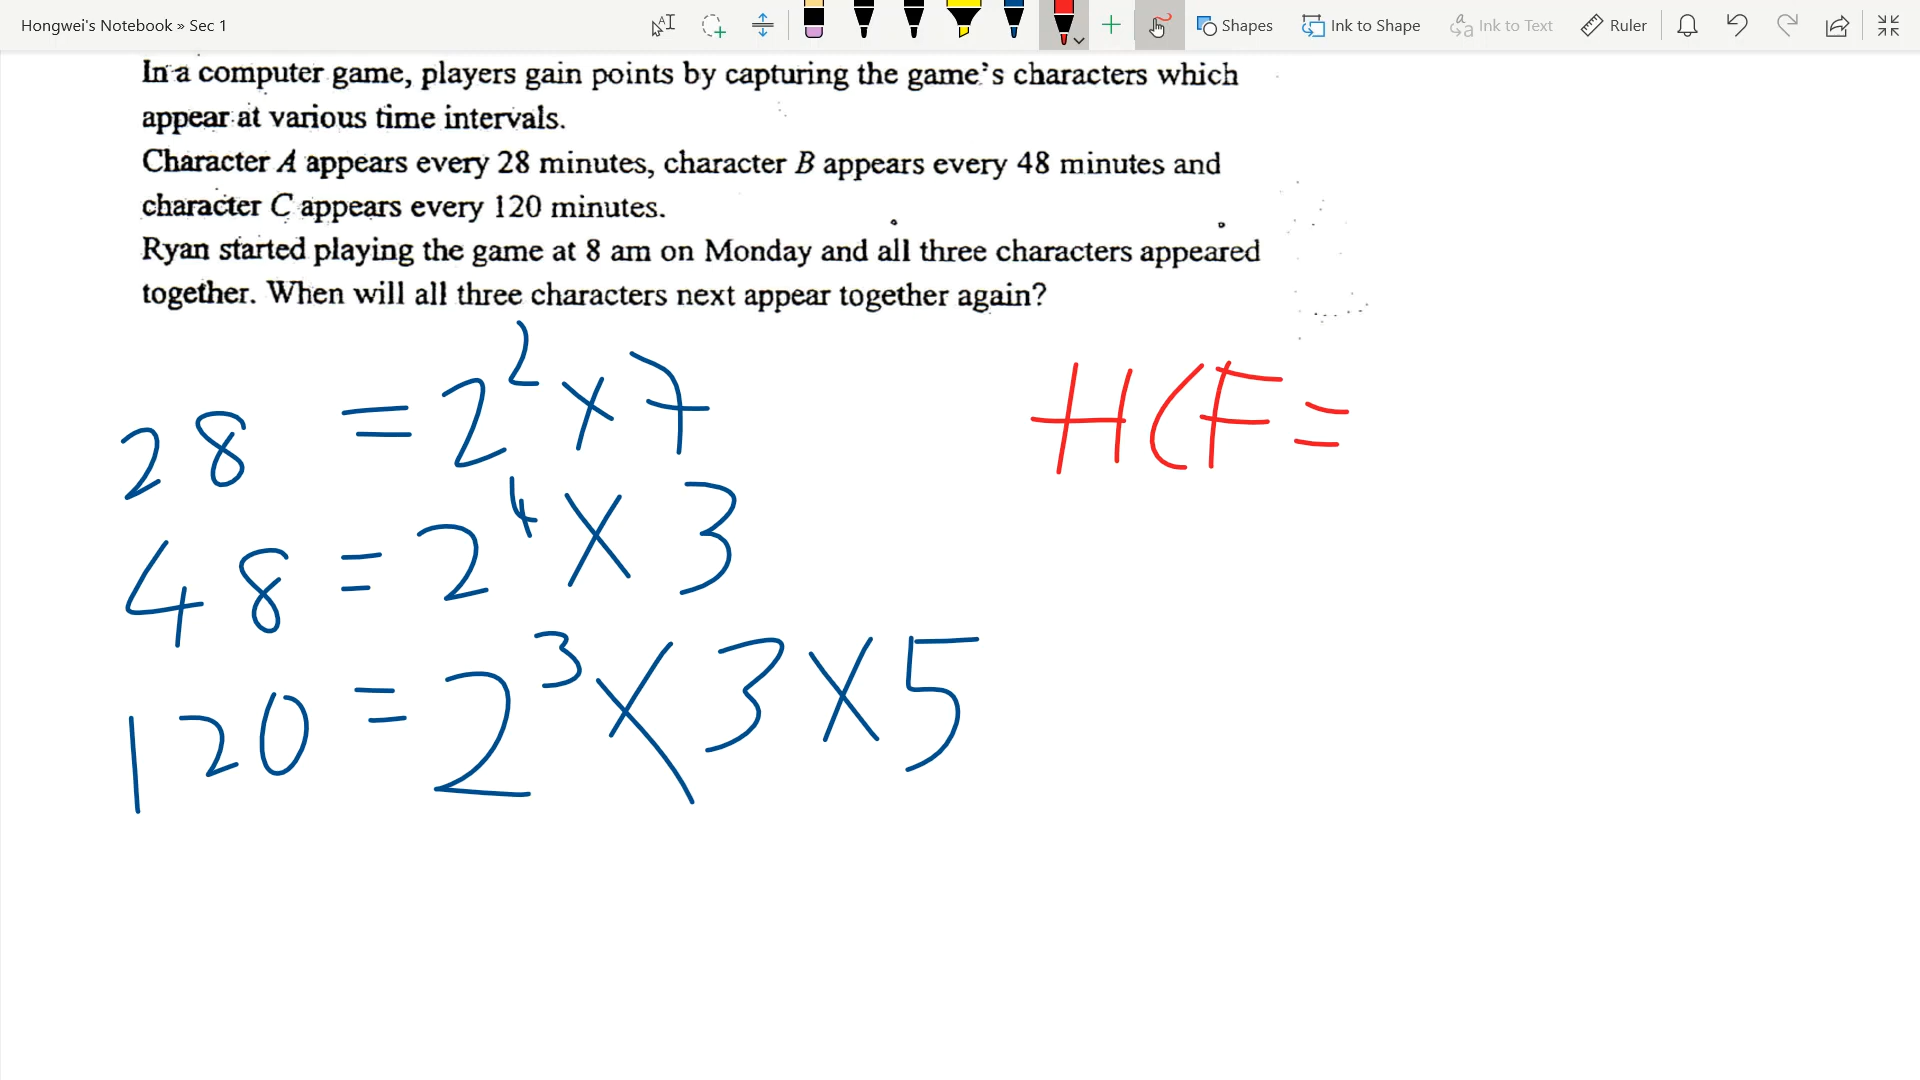 Hongwei's Notebook » Sec 1
Shapes
Ink to Shape
Ink to Text
Ruler
In a computer game, players gain points by capturing the game's characters which
appear at various time intervals.
Character A appears every 28 minutes, character B appears every 48 minutes and
character C appears every 120 minutes.
Ryan started playing the game at 8 am on Monday and all three characters appeared
together. When will all three characters next appear together again?
28 = 2² × 7
HCF =
48 = 2⁴ × 3
120 = 2³ × 3 × 5